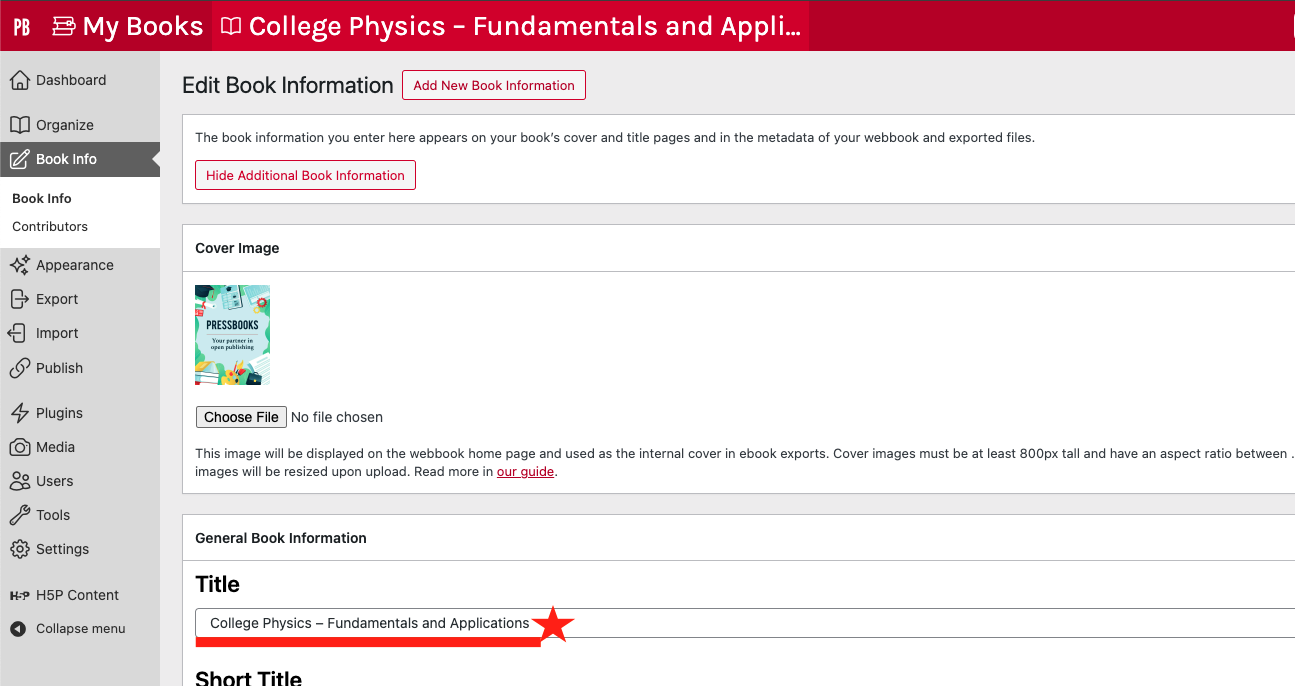 PB My Books College Physics – Fundamentals and Appli...
Dashboard
Organize
Book Info
Book Info
Contributors
Appearance
Export
Import
Publish
Plugins
Media
Users
Tools
Settings
H-P H5P Content
Collapse menu
Edit Book Information Add New Book Information
The book information you enter here appears on your book's cover and title pages and in the metadata of your webbook and exported files.
Hide Additional Book Information
Cover Image
PRESSBOOKS
Your partner in
open publishing
Choose File No file chosen
This image will be displayed on the webbook home page and used as the internal cover in ebook exports. Cover images must be at least 800px tall and have an aspect ratio between .
images will be resized upon upload. Read more in our guide.
General Book Information
Title
College Physics – Fundamentals and Applications
Short Title